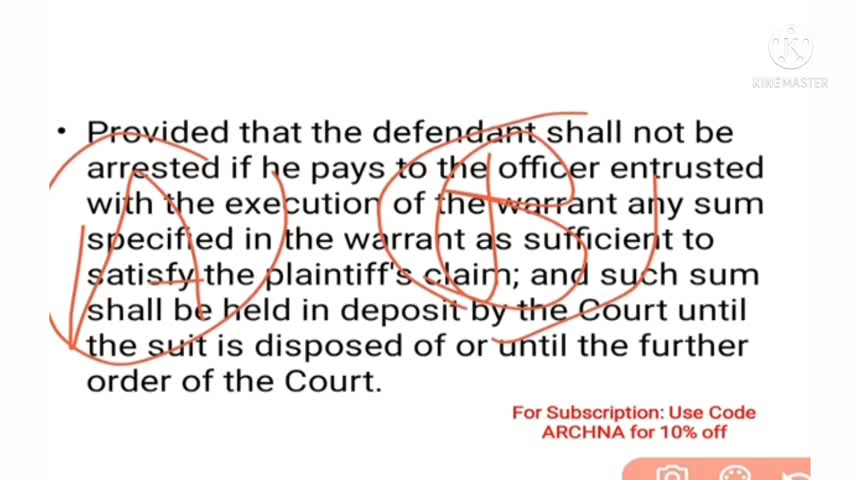 KINEMASTER
• Provided that the defendant shall not be
arrested if he pays to the officer entrusted
with the execution of the warrant any sum
specified in the warrant as sufficient to
satisfy the plaintiff's claim; and such sum
shall be held in deposit by the Court until
the suit is disposed of or until the further
order of the Court.
A
B
For Subscription: Use Code
ARCHNA for 10% off